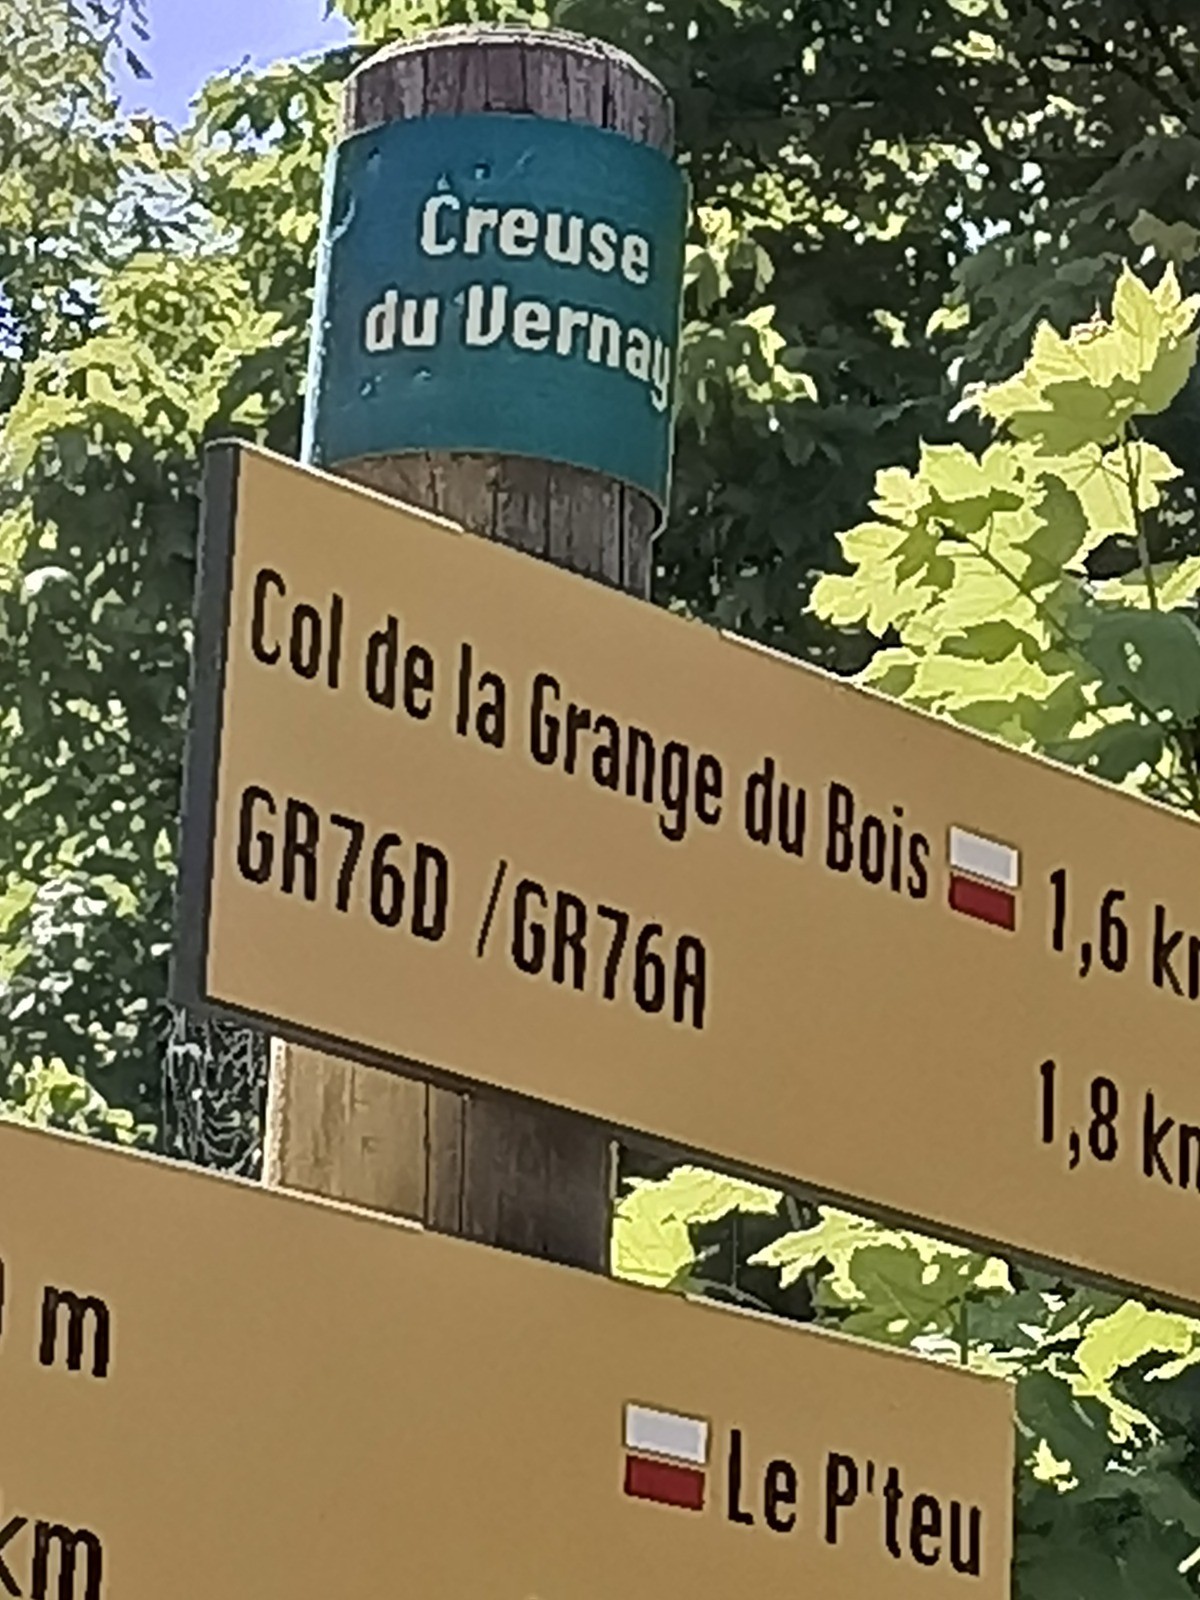 Creuse
du Vernay
Col de la Grange du Bois 1,6 km
GR76D /GR76A
1,8 km
m
Le P'teu
km